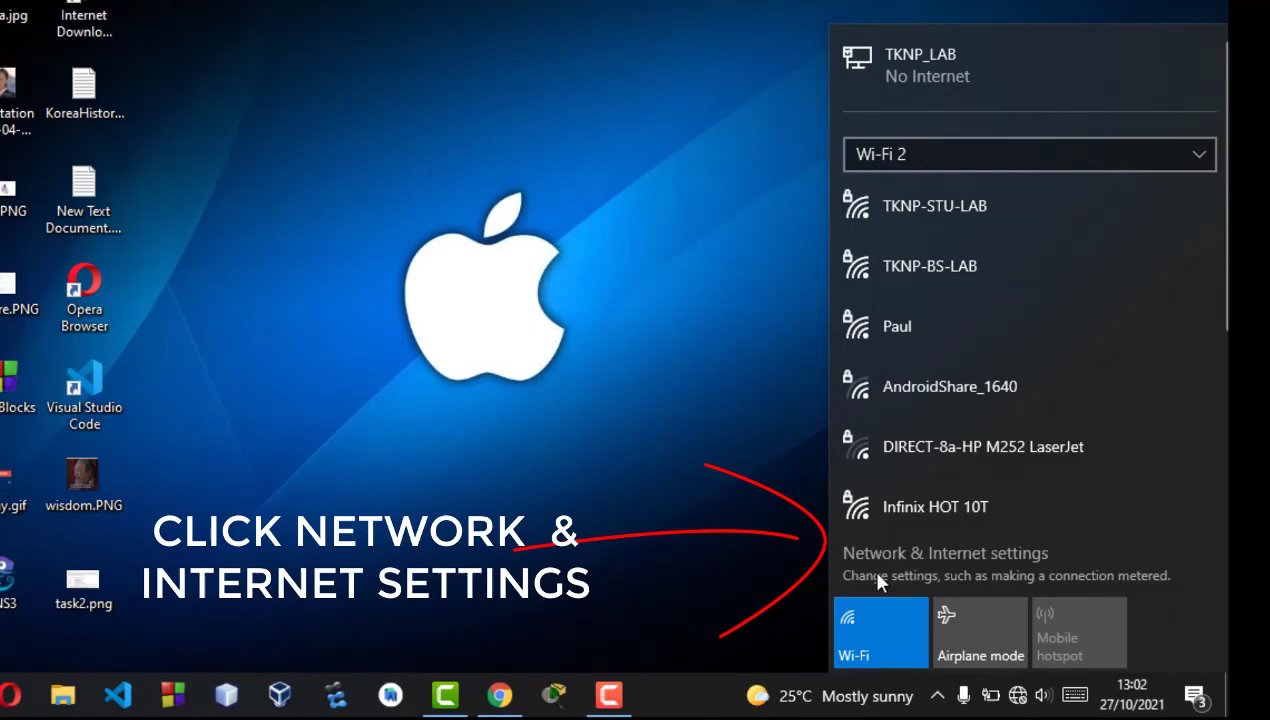 a.jpg
Internet
Downlo...
tation
-04-...
KoreaHistor...
PNG
New Text
Document....
re.PNG
Opera
Browser
Blocks
Visual Studio
Code
y.gif
wisdom.PNG
NS3
task2.png
CLICK NETWORK &
INTERNET SETTINGS
TKNP_LAB
No Internet
Wi-Fi 2
TKNP-STU-LAB
TKNP-BS-LAB
Paul
AndroidShare_1640
DIRECT-8a-HP M252 LaserJet
Infinix HOT 10T
Network & Internet settings
Change settings, such as making a connection metered.
Wi-Fi
Airplane mode
Mobile
hotspot
25°C Mostly sunny
13:02
27/10/2021
3